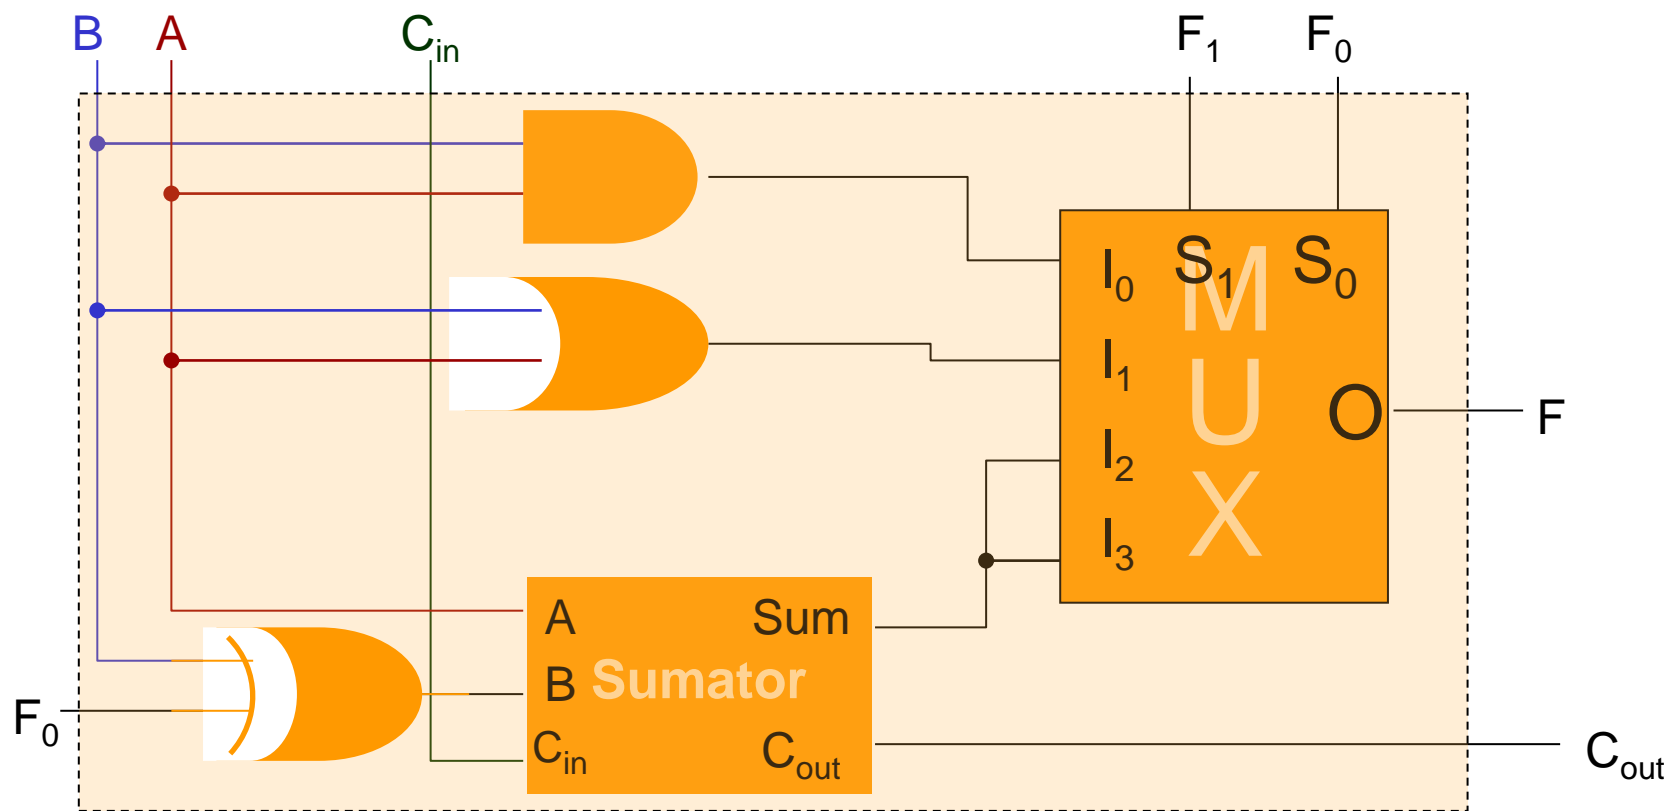 B A Cin F1 F0
I0 S1 S0
M
I1
U
O F
I2
X
I3
A Sum
B Sumator
F0
Cin Cout Cout